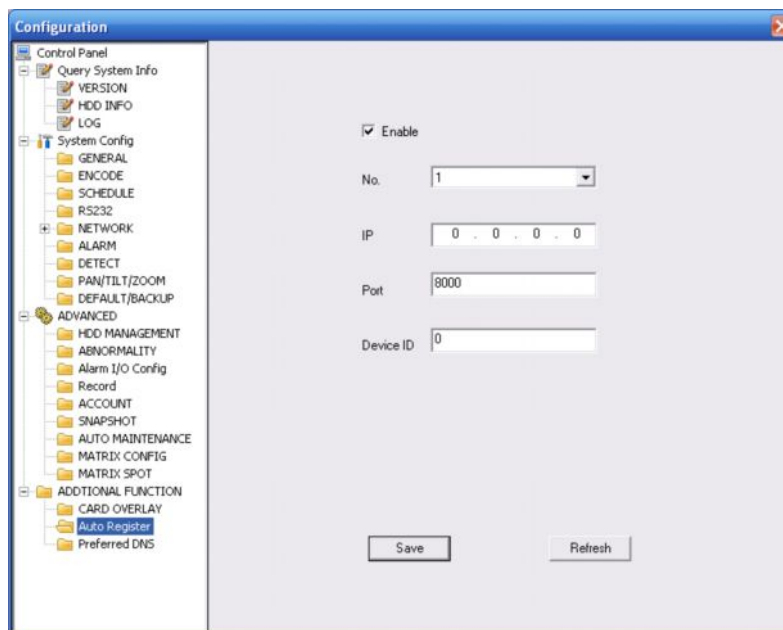 Configuration
Control Panel
Query System Info
VERSION
HDD INFO
LOG
System Config
GENERAL
ENCODE
SCHEDULE
RS232
NETWORK
ALARM
DETECT
PAN/TILT/ZOOM
DEFAULT/BACKUP
ADVANCED
HDD MANAGEMENT
ABNORMALITY
Alarm I/O Config
Record
ACCOUNT
SNAPSHOT
AUTO MAINTENANCE
MATRIX CONFIG
MATRIX SPOT
ADDTIONAL FUNCTION
CARD OVERLAY
Auto Register
Preferred DNS
Enable
No. 1
IP 0 . 0 . 0 . 0
Port 8000
Device ID 0
Save Refresh